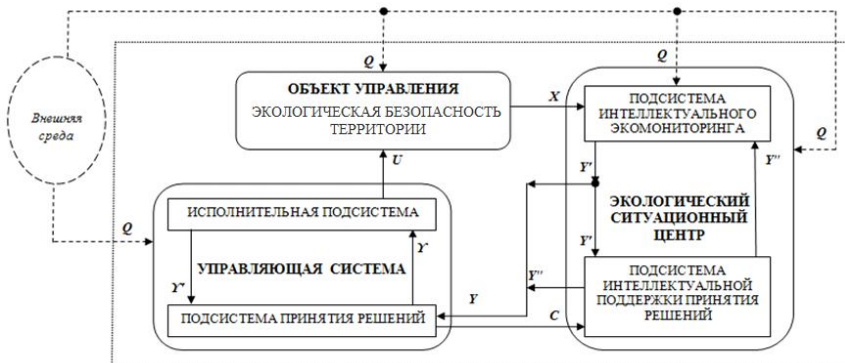 Внешняя
среда
Q
ОБЪЕКТ УПРАВЛЕНИЯ
ЭКОЛОГИЧЕСКАЯ БЕЗОПАСНОСТЬ
ТЕРРИТОРИИ
X
Q
ПОДСИСТЕМА
ИНТЕЛЛЕКТУАЛЬНОГО
ЭКОМОНИТОРИНГА
Q
U
Y'
Y"
ЭКОЛОГИЧЕСКИЙ
СИТУАЦИОННЫЙ
ЦЕНТР
Y'
Q
ИСПОЛНИТЕЛЬНАЯ ПОДСИСТЕМА
Y
УПРАВЛЯЮЩАЯ СИСТЕМА
Y'
ПОДСИСТЕМА ПРИНЯТИЯ РЕШЕНИЙ
Y"
Y
C
ПОДСИСТЕМА
ИНТЕЛЛЕКТУАЛЬНОЙ
ПОДДЕРЖКИ ПРИНЯТИЯ
РЕШЕНИЙ